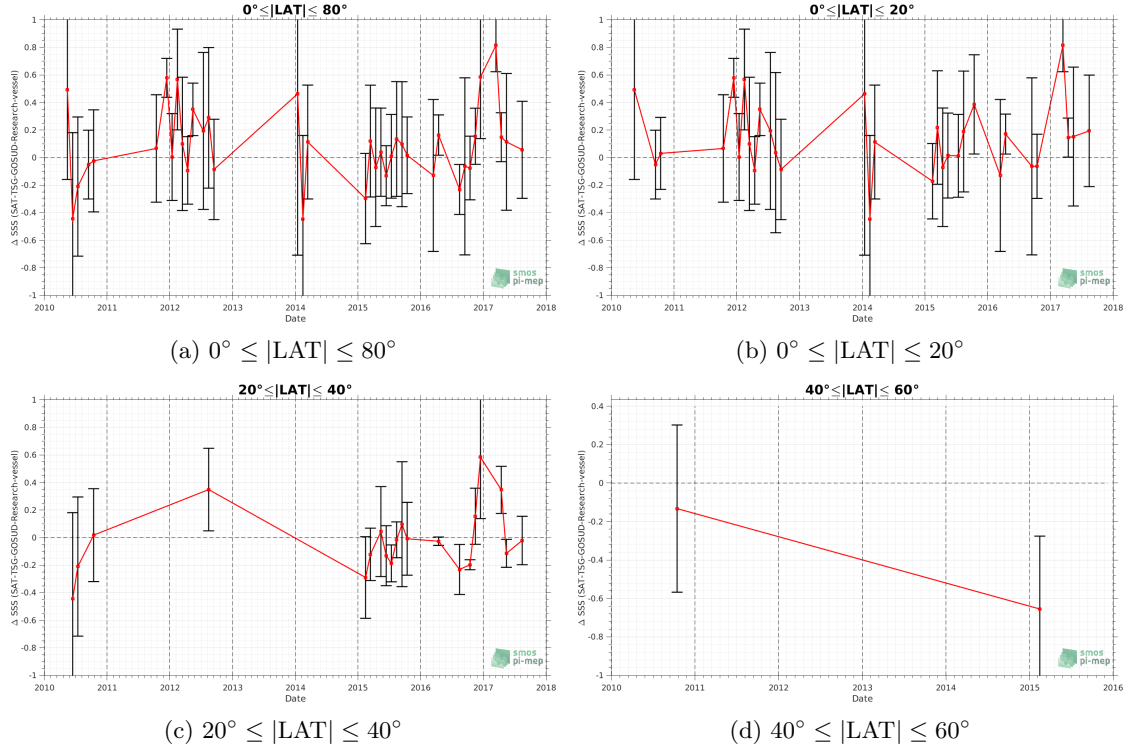 0°≤|LAT|≤ 80°
1
0.8
0.6
0.4
0.2
0
-0.2
-0.4
-0.6
-0.8
-1
Δ SSS (SAT-TSG-GOSUD-Research-vessel)
2010 2011 2012 2013 2014 2015 2016 2017 2018
Date
smos
pi-mep
(a) 0° ≤ |LAT| ≤ 80°
0°≤|LAT|≤ 20°
1
0.8
0.6
0.4
0.2
0
-0.2
-0.4
-0.6
-0.8
-1
Δ SSS (SAT-TSG-GOSUD-Research-vessel)
2010 2011 2012 2013 2014 2015 2016 2017 2018
Date
smos
pi-mep
(b) 0° ≤ |LAT| ≤ 20°
20°≤|LAT|≤ 40°
1
0.8
0.6
0.4
0.2
0
-0.2
-0.4
-0.6
-0.8
-1
Δ SSS (SAT-TSG-GOSUD-Research-vessel)
2010 2011 2012 2013 2014 2015 2016 2017 2018
Date
smos
pi-mep
(c) 20° ≤ |LAT| ≤ 40°
40°≤|LAT|≤ 60°
0.4
0.2
0
-0.2
-0.4
-0.6
-0.8
-1
Δ SSS (SAT-TSG-GOSUD-Research-vessel)
2010 2011 2012 2013 2014 2015 2016
Date
smos
pi-mep
(d) 40° ≤ |LAT| ≤ 60°